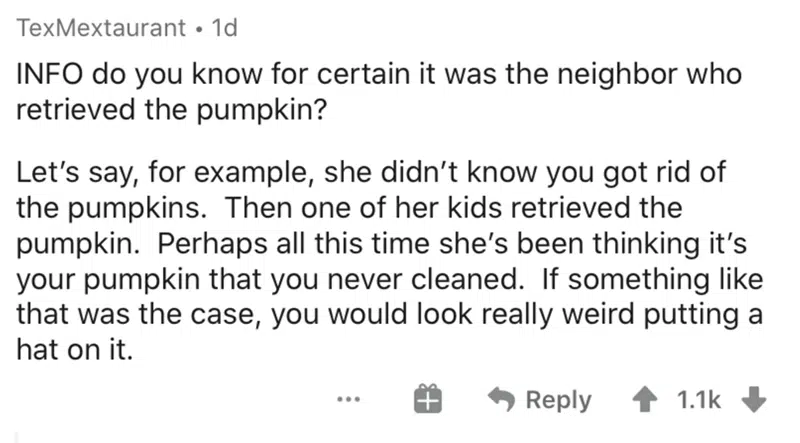 TexMextaurant • 1d
INFO do you know for certain it was the neighbor who
retrieved the pumpkin?
Let's say, for example, she didn't know you got rid of
the pumpkins.  Then one of her kids retrieved the
pumpkin.  Perhaps all this time she's been thinking it's
your pumpkin that you never cleaned.  If something like
that was the case, you would look really weird putting a
hat on it.
... Reply 1.1k